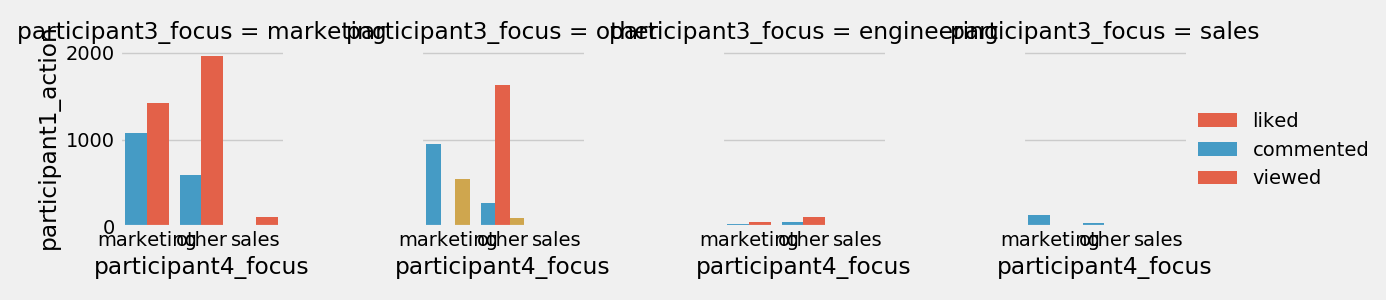 participant3_focus = marketing
participant3_focus = other
participant3_focus = engineering
participant3_focus = sales
participant1_action
2000
1000
0
marketing other sales
marketing other sales
marketing other sales
marketing other sales
participant4_focus
participant4_focus
participant4_focus
participant4_focus
liked
commented
viewed